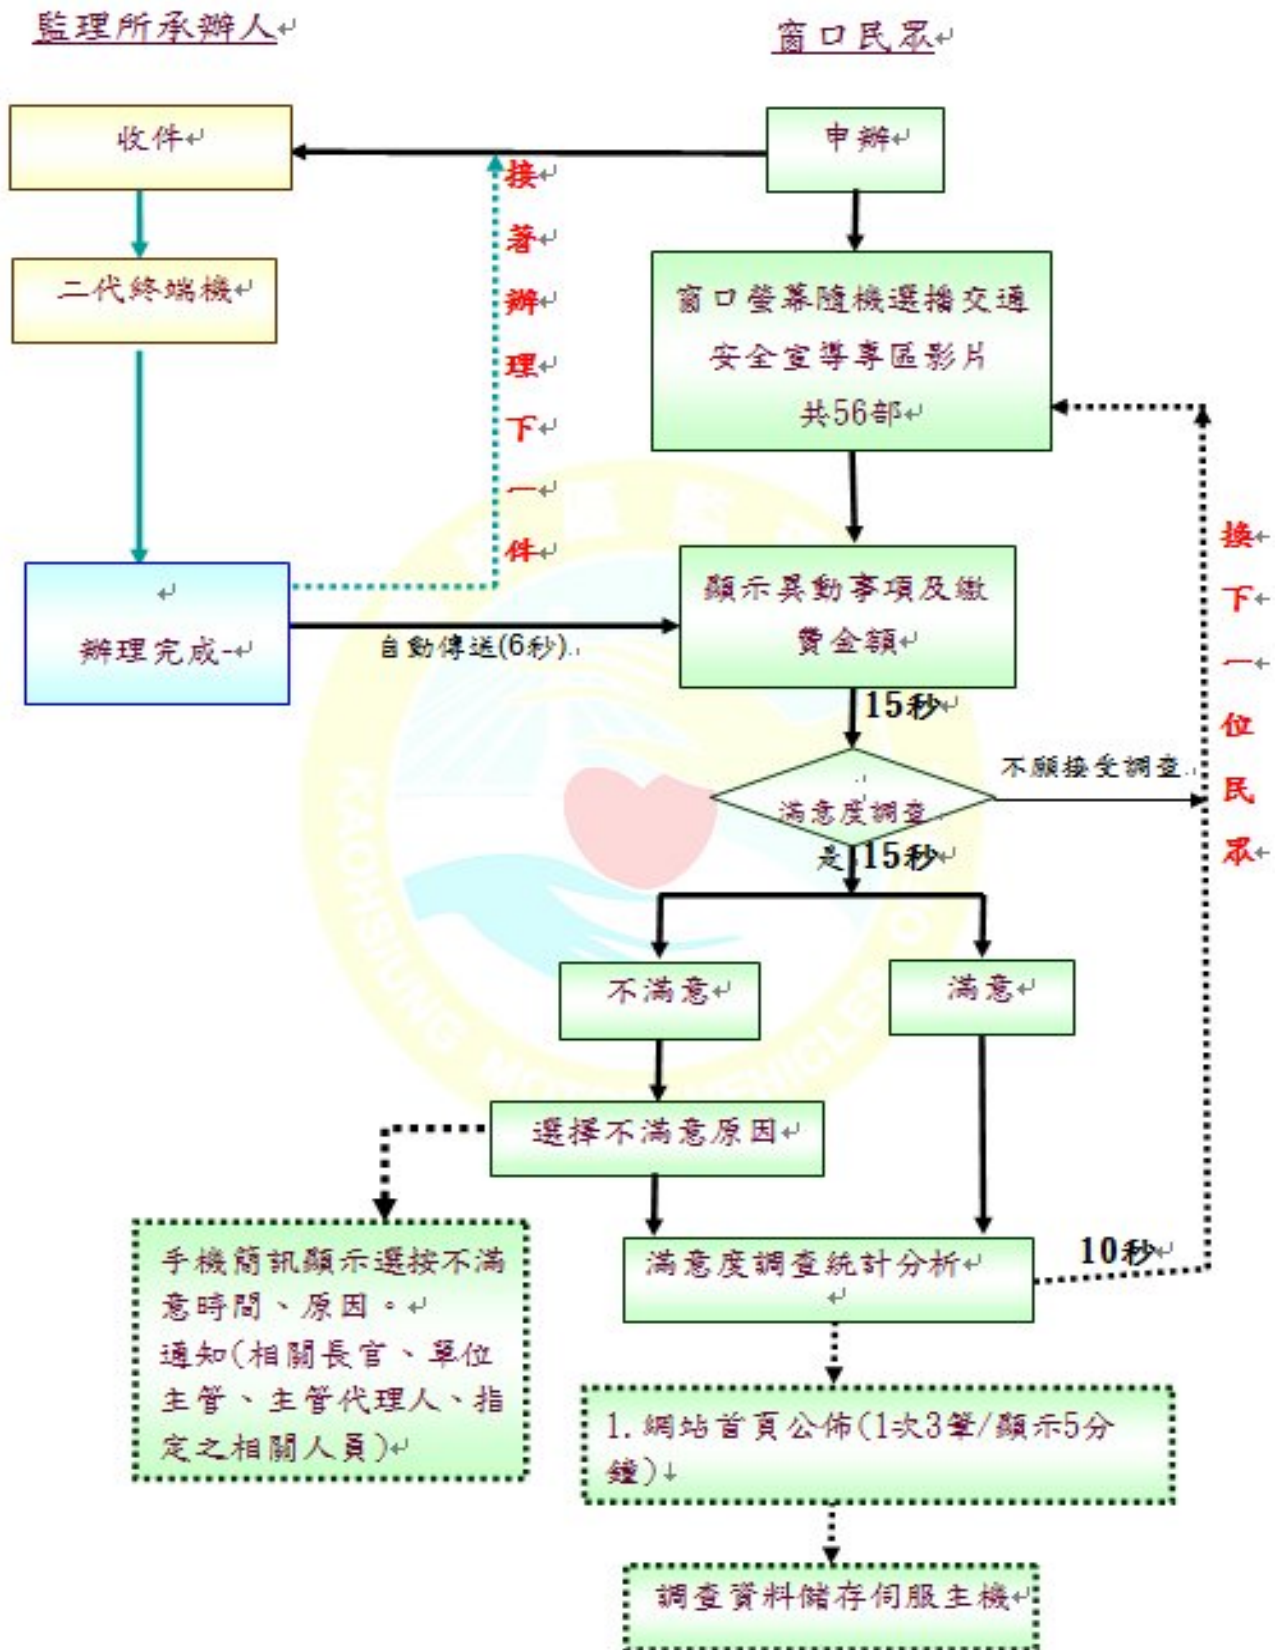 監理所承辦人
窗口民眾
收件
申辦
接著辦理下一件
二代終端機
窗口螢幕隨機選播交通
安全宣導專區影片
共56部
換下一位民眾
辦理完成-
自動傳送(6秒)
顯示異動事項及繳
費金額
15秒
滿意度調查
不願接受調查
是 15秒
不滿意
滿意
選擇不滿意原因
手機簡訊顯示選按不滿
意時間、原因。
通知(相關長官、單位
主管、主管代理人、指
定之相關人員)
滿意度調查統計分析
10秒
1.網站首頁公佈(1次3筆/顯示5分
鐘)
調查資料儲存伺服主機
KAOHSIUNG MOTOR VEHICLES O